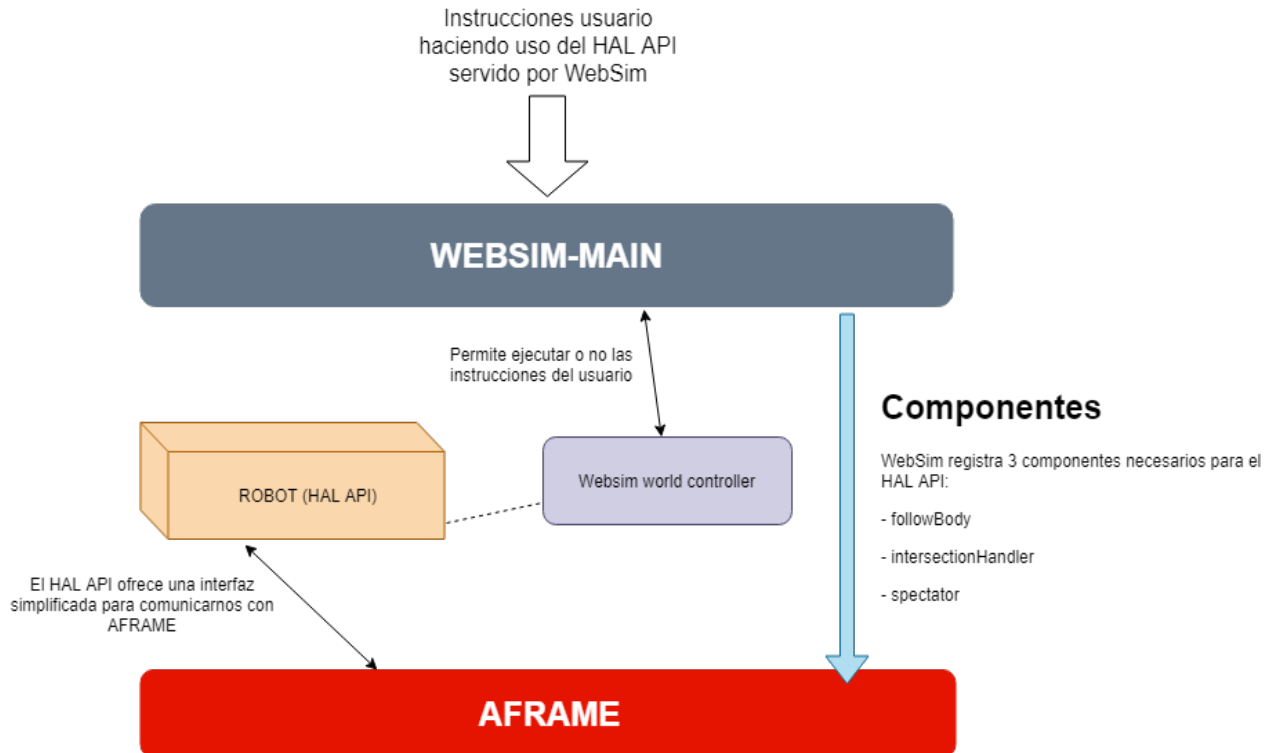 Instrucciones usuario
haciendo uso del HAL API
servido por WebSim
WEBSIM-MAIN
Permite ejecutar o no las
instrucciones del usuario
Componentes
WebSim registra 3 componentes necesarios para el
HAL API:
- followBody
- intersectionHandler
- spectator
ROBOT (HAL API)
Websim world controller
El HAL API ofrece una interfaz
simplificada para comunicarnos con
AFRAME
AFRAME